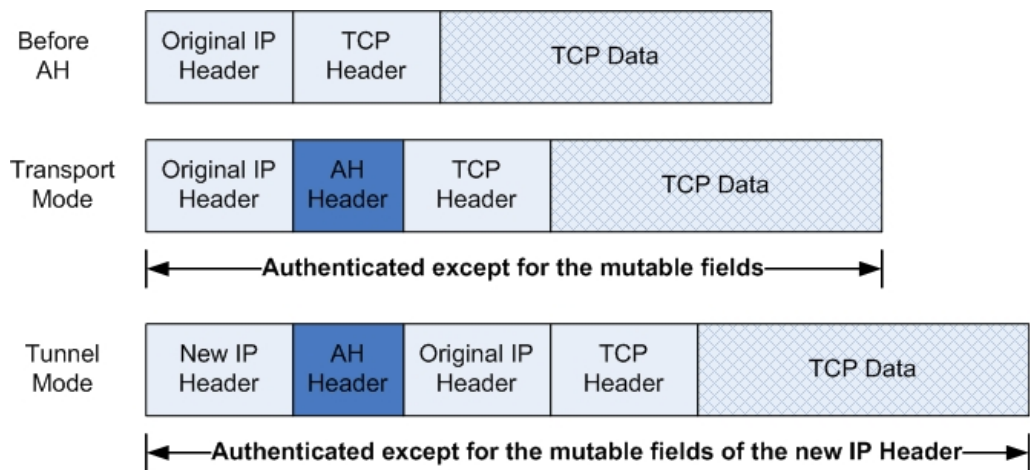 Before
AH
Original IP
Header
TCP
Header
TCP Data
Transport
Mode
Original IP
Header
AH
Header
TCP
Header
TCP Data
Authenticated except for the mutable fields
Tunnel
Mode
New IP
Header
AH
Header
Original IP
Header
TCP
Header
TCP Data
Authenticated except for the mutable fields of the new IP Header